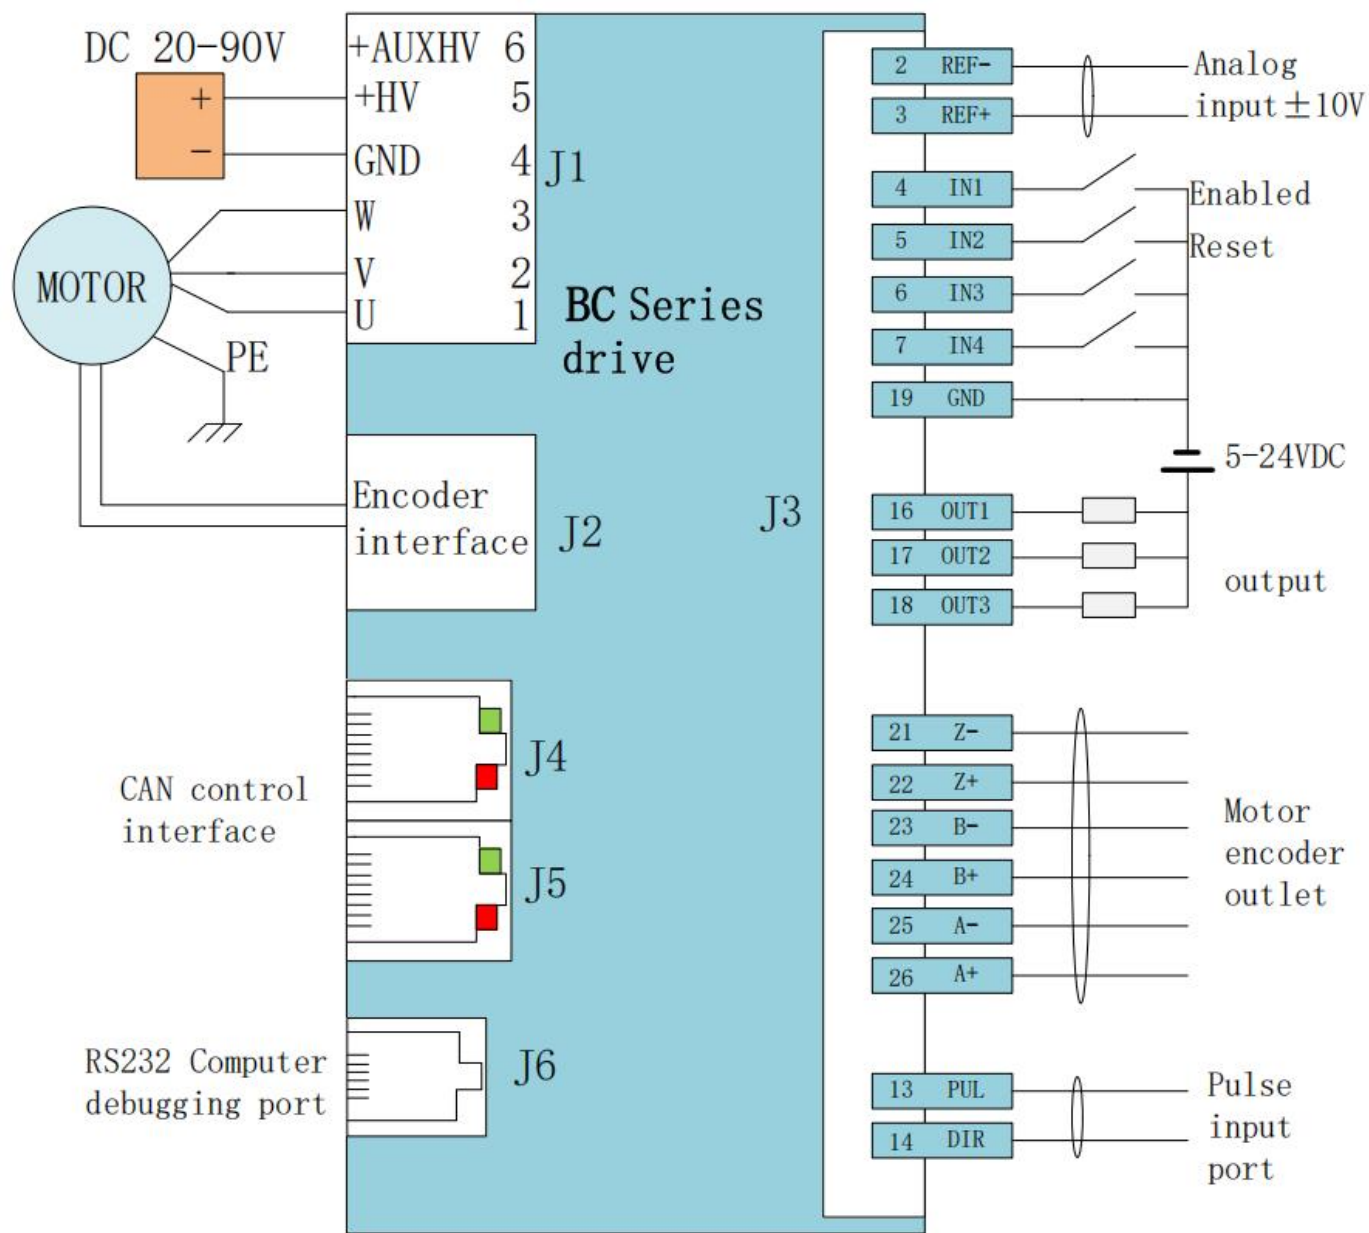 DC 20-90V
+
-
MOTOR
PE
+AUXHV 6
+HV 5
GND 4
W 3
V 2
U 1
J1
BC Series
drive
Encoder
interface
J2
J3
CAN control
interface
J4
J5
RS232 Computer
debugging port
J6
2 REF-
3 REF+
Analog
input ±10V
4 IN1
Enabled
5 IN2
Reset
6 IN3
7 IN4
19 GND
5-24VDC
16 OUT1
17 OUT2
18 OUT3
output
21 Z-
22 Z+
23 B-
24 B+
25 A-
26 A+
Motor
encoder
outlet
13 PUL
14 DIR
Pulse
input
port